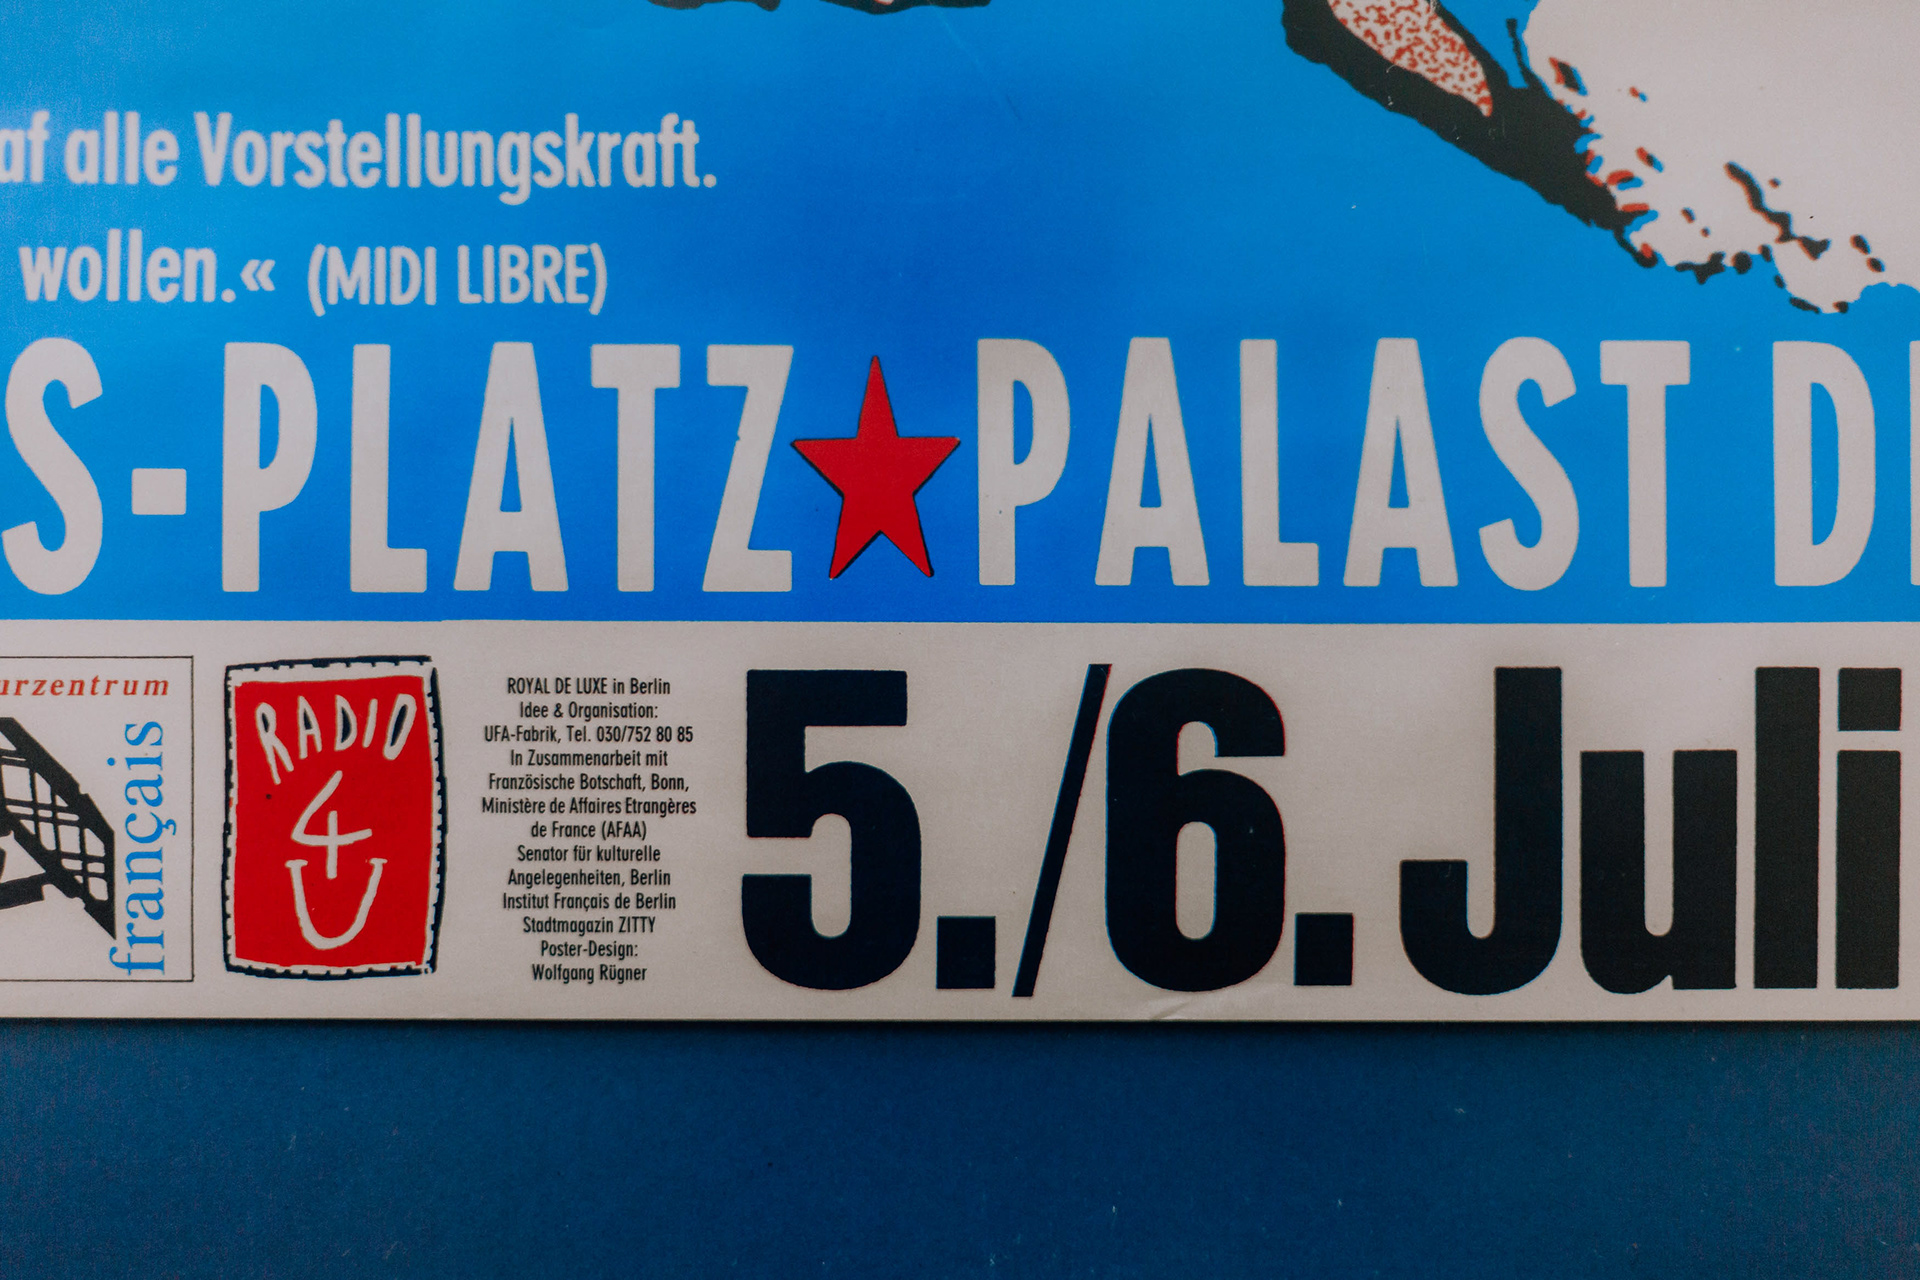 af alle Vorstellungskraft.
wollen.« (MIDI LIBRE)
S-PLATZ★PALAST D
urzentrum
français
RADIO
4
U
ROYAL DE LUXE in Berlin
Idee & Organisation:
UFA-Fabrik, Tel. 030/752 80 85
In Zusammenarbeit mit
Französische Botschaft, Bonn,
Ministère de Affaires Etrangères
de France (AFAA)
Senator für kulturelle
Angelegenheiten, Berlin
Institut Français de Berlin
Stadtmagazin ZITTY
Poster-Design:
Wolfgang Rügner
5./6. Juli